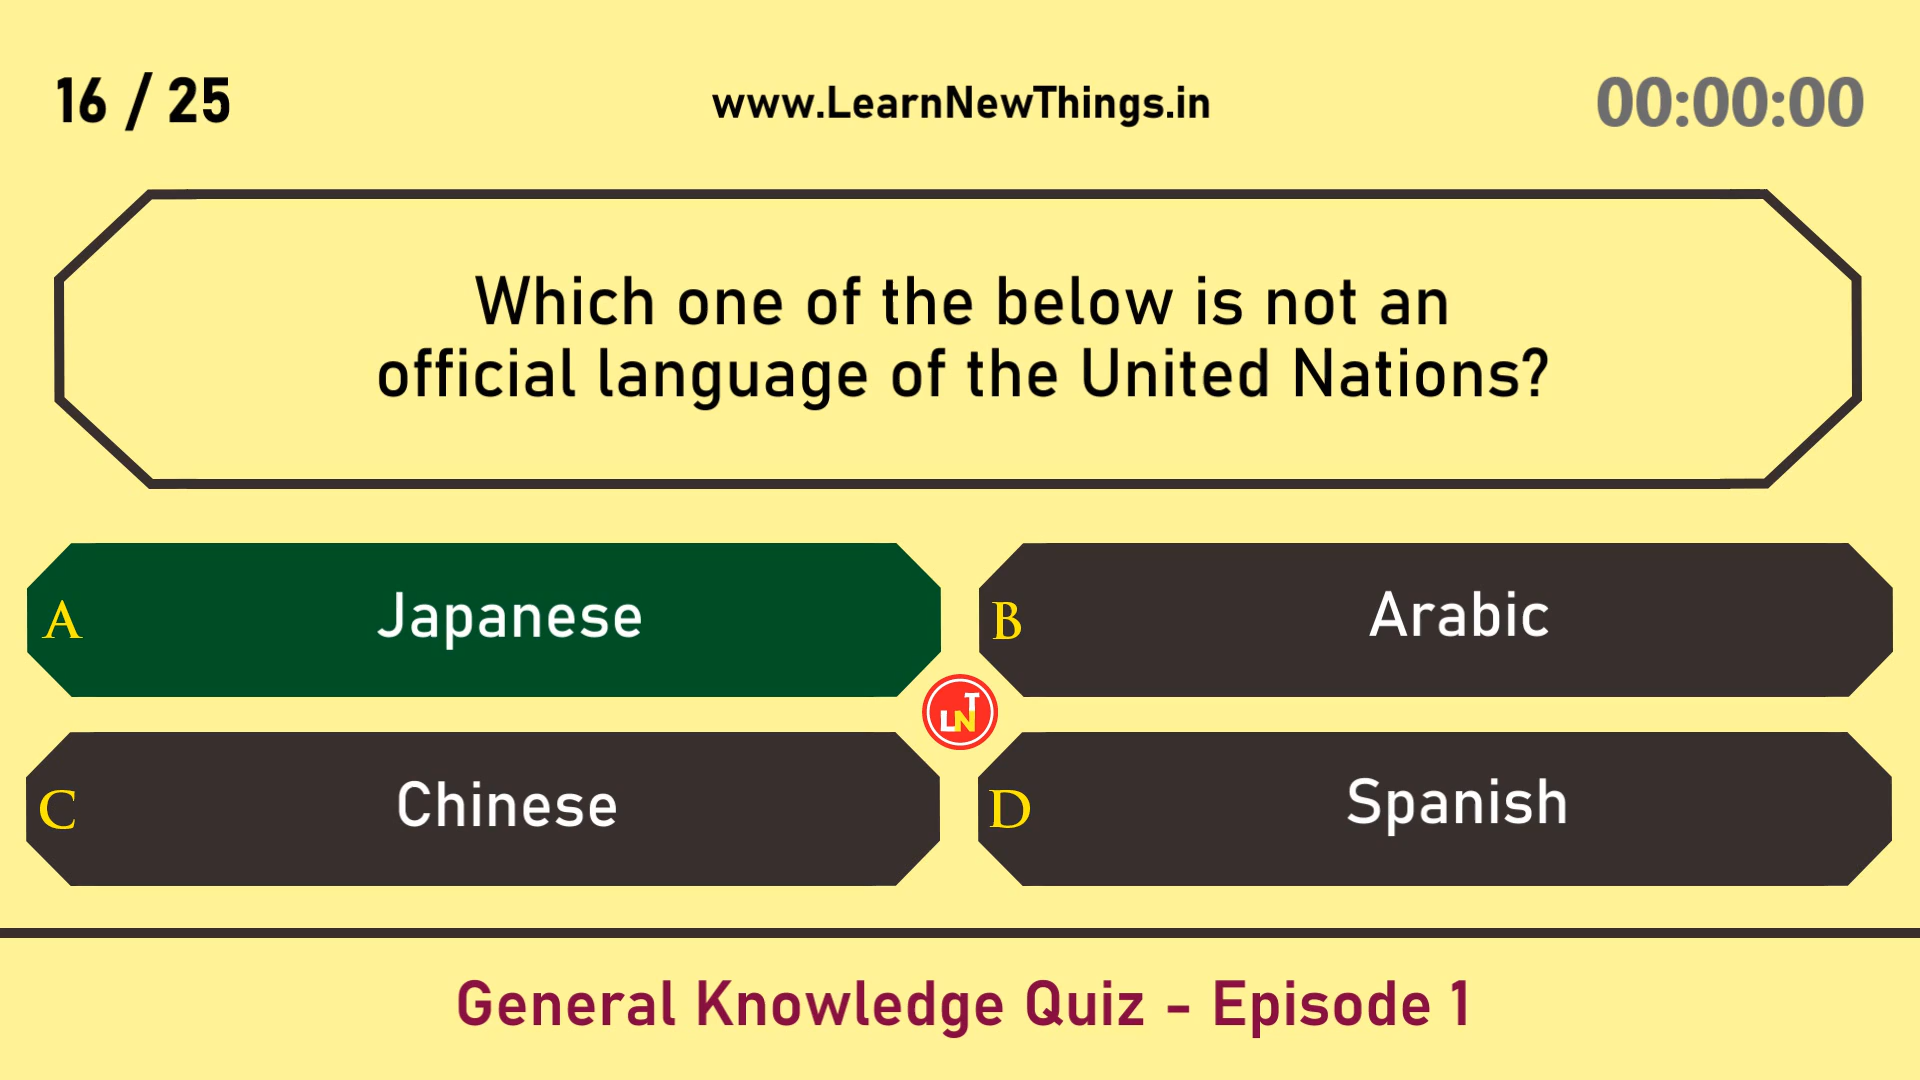 16 / 25
www.LearnNewThings.in
00:00:00
Which one of the below is not an
official language of the United Nations?
A Japanese
B Arabic
LNT
C Chinese
D Spanish
General Knowledge Quiz - Episode 1